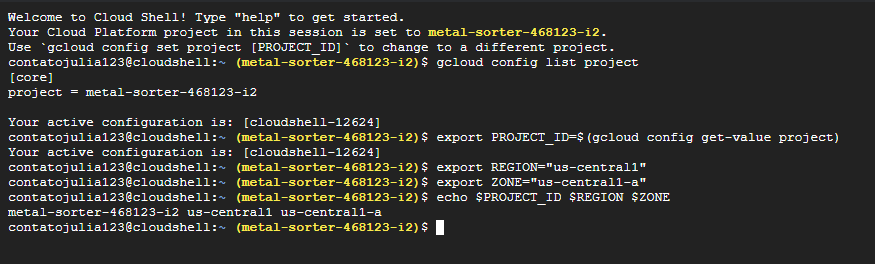 Welcome to Cloud Shell! Type "help" to get started.
Your Cloud Platform project in this session is set to metal-sorter-468123-i2.
Use `gcloud config set project [PROJECT_ID]` to change to a different project.
contatojulia123@cloudshell:~ (metal-sorter-468123-i2)$ gcloud config list project
[core]
project = metal-sorter-468123-i2

Your active configuration is: [cloudshell-12624]
contatojulia123@cloudshell:~ (metal-sorter-468123-i2)$ export PROJECT_ID=$(gcloud config get-value project)
Your active configuration is: [cloudshell-12624]
contatojulia123@cloudshell:~ (metal-sorter-468123-i2)$ export REGION="us-central1"
contatojulia123@cloudshell:~ (metal-sorter-468123-i2)$ export ZONE="us-central1-a"
contatojulia123@cloudshell:~ (metal-sorter-468123-i2)$ echo $PROJECT_ID $REGION $ZONE
metal-sorter-468123-i2 us-central1 us-central1-a
contatojulia123@cloudshell:~ (metal-sorter-468123-i2)$